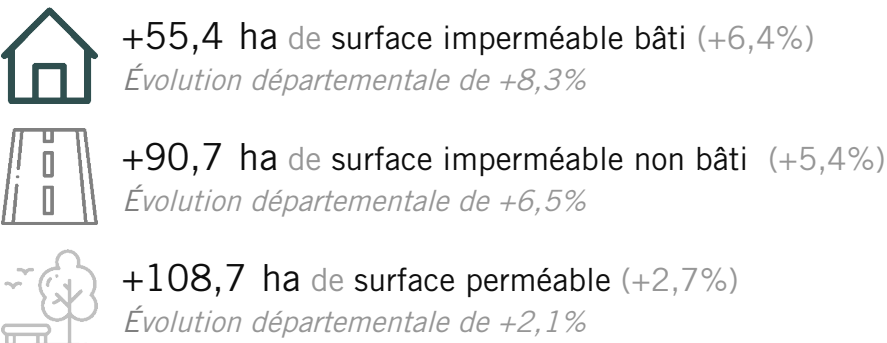 +55,4 ha de surface imperméable bâti (+6,4%)
Évolution départementale de +8,3%
+90,7 ha de surface imperméable non bâti (+5,4%)
Évolution départementale de +6,5%
+108,7 ha de surface perméable (+2,7%)
Évolution départementale de +2,1%